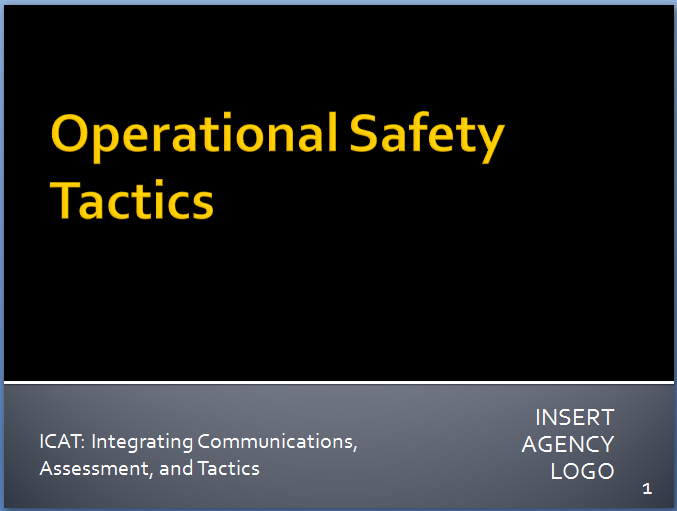 Operational Safety
Tactics
ICAT: Integrating Communications,
Assessment, and Tactics
INSERT
AGENCY
LOGO
1